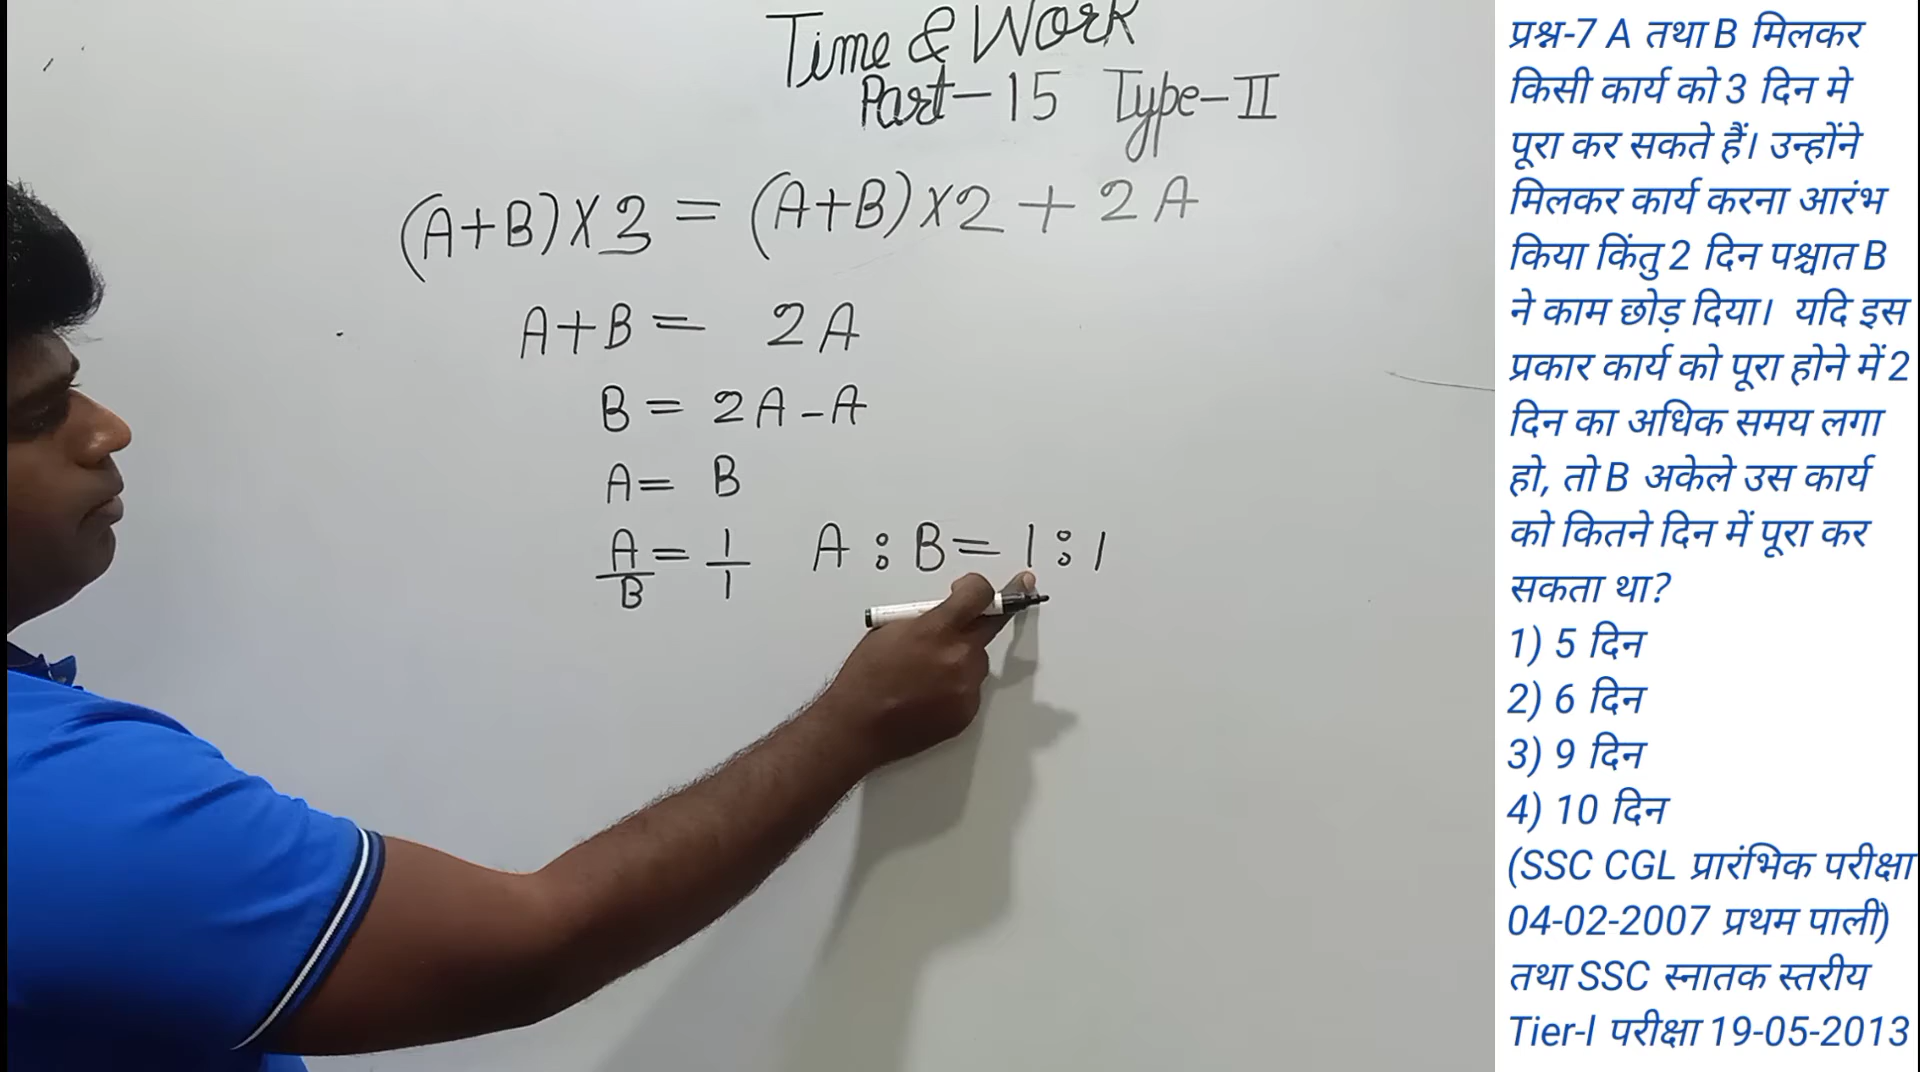 Time & Work
Part-15 Type-II
(A+B)×3 = (A+B)×2 + 2A
A+B = 2A
B = 2A-A
A = B
A/B = 1/1 A : B = 1 : 1
प्रश्न-7 A तथा B मिलकर
किसी कार्य को 3 दिन मे
पूरा कर सकते हैं। उन्होंने
मिलकर कार्य करना आरंभ
किया किंतु 2 दिन पश्चात B
ने काम छोड़ दिया। यदि इस
प्रकार कार्य को पूरा होने में 2
दिन का अधिक समय लगा
हो, तो B अकेले उस कार्य
को कितने दिन में पूरा कर
सकता था?
1) 5 दिन
2) 6 दिन
3) 9 दिन
4) 10 दिन
(SSC CGL प्रारंभिक परीक्षा
04-02-2007 प्रथम पाली)
तथा SSC स्नातक स्तरीय
Tier-I परीक्षा 19-05-2013